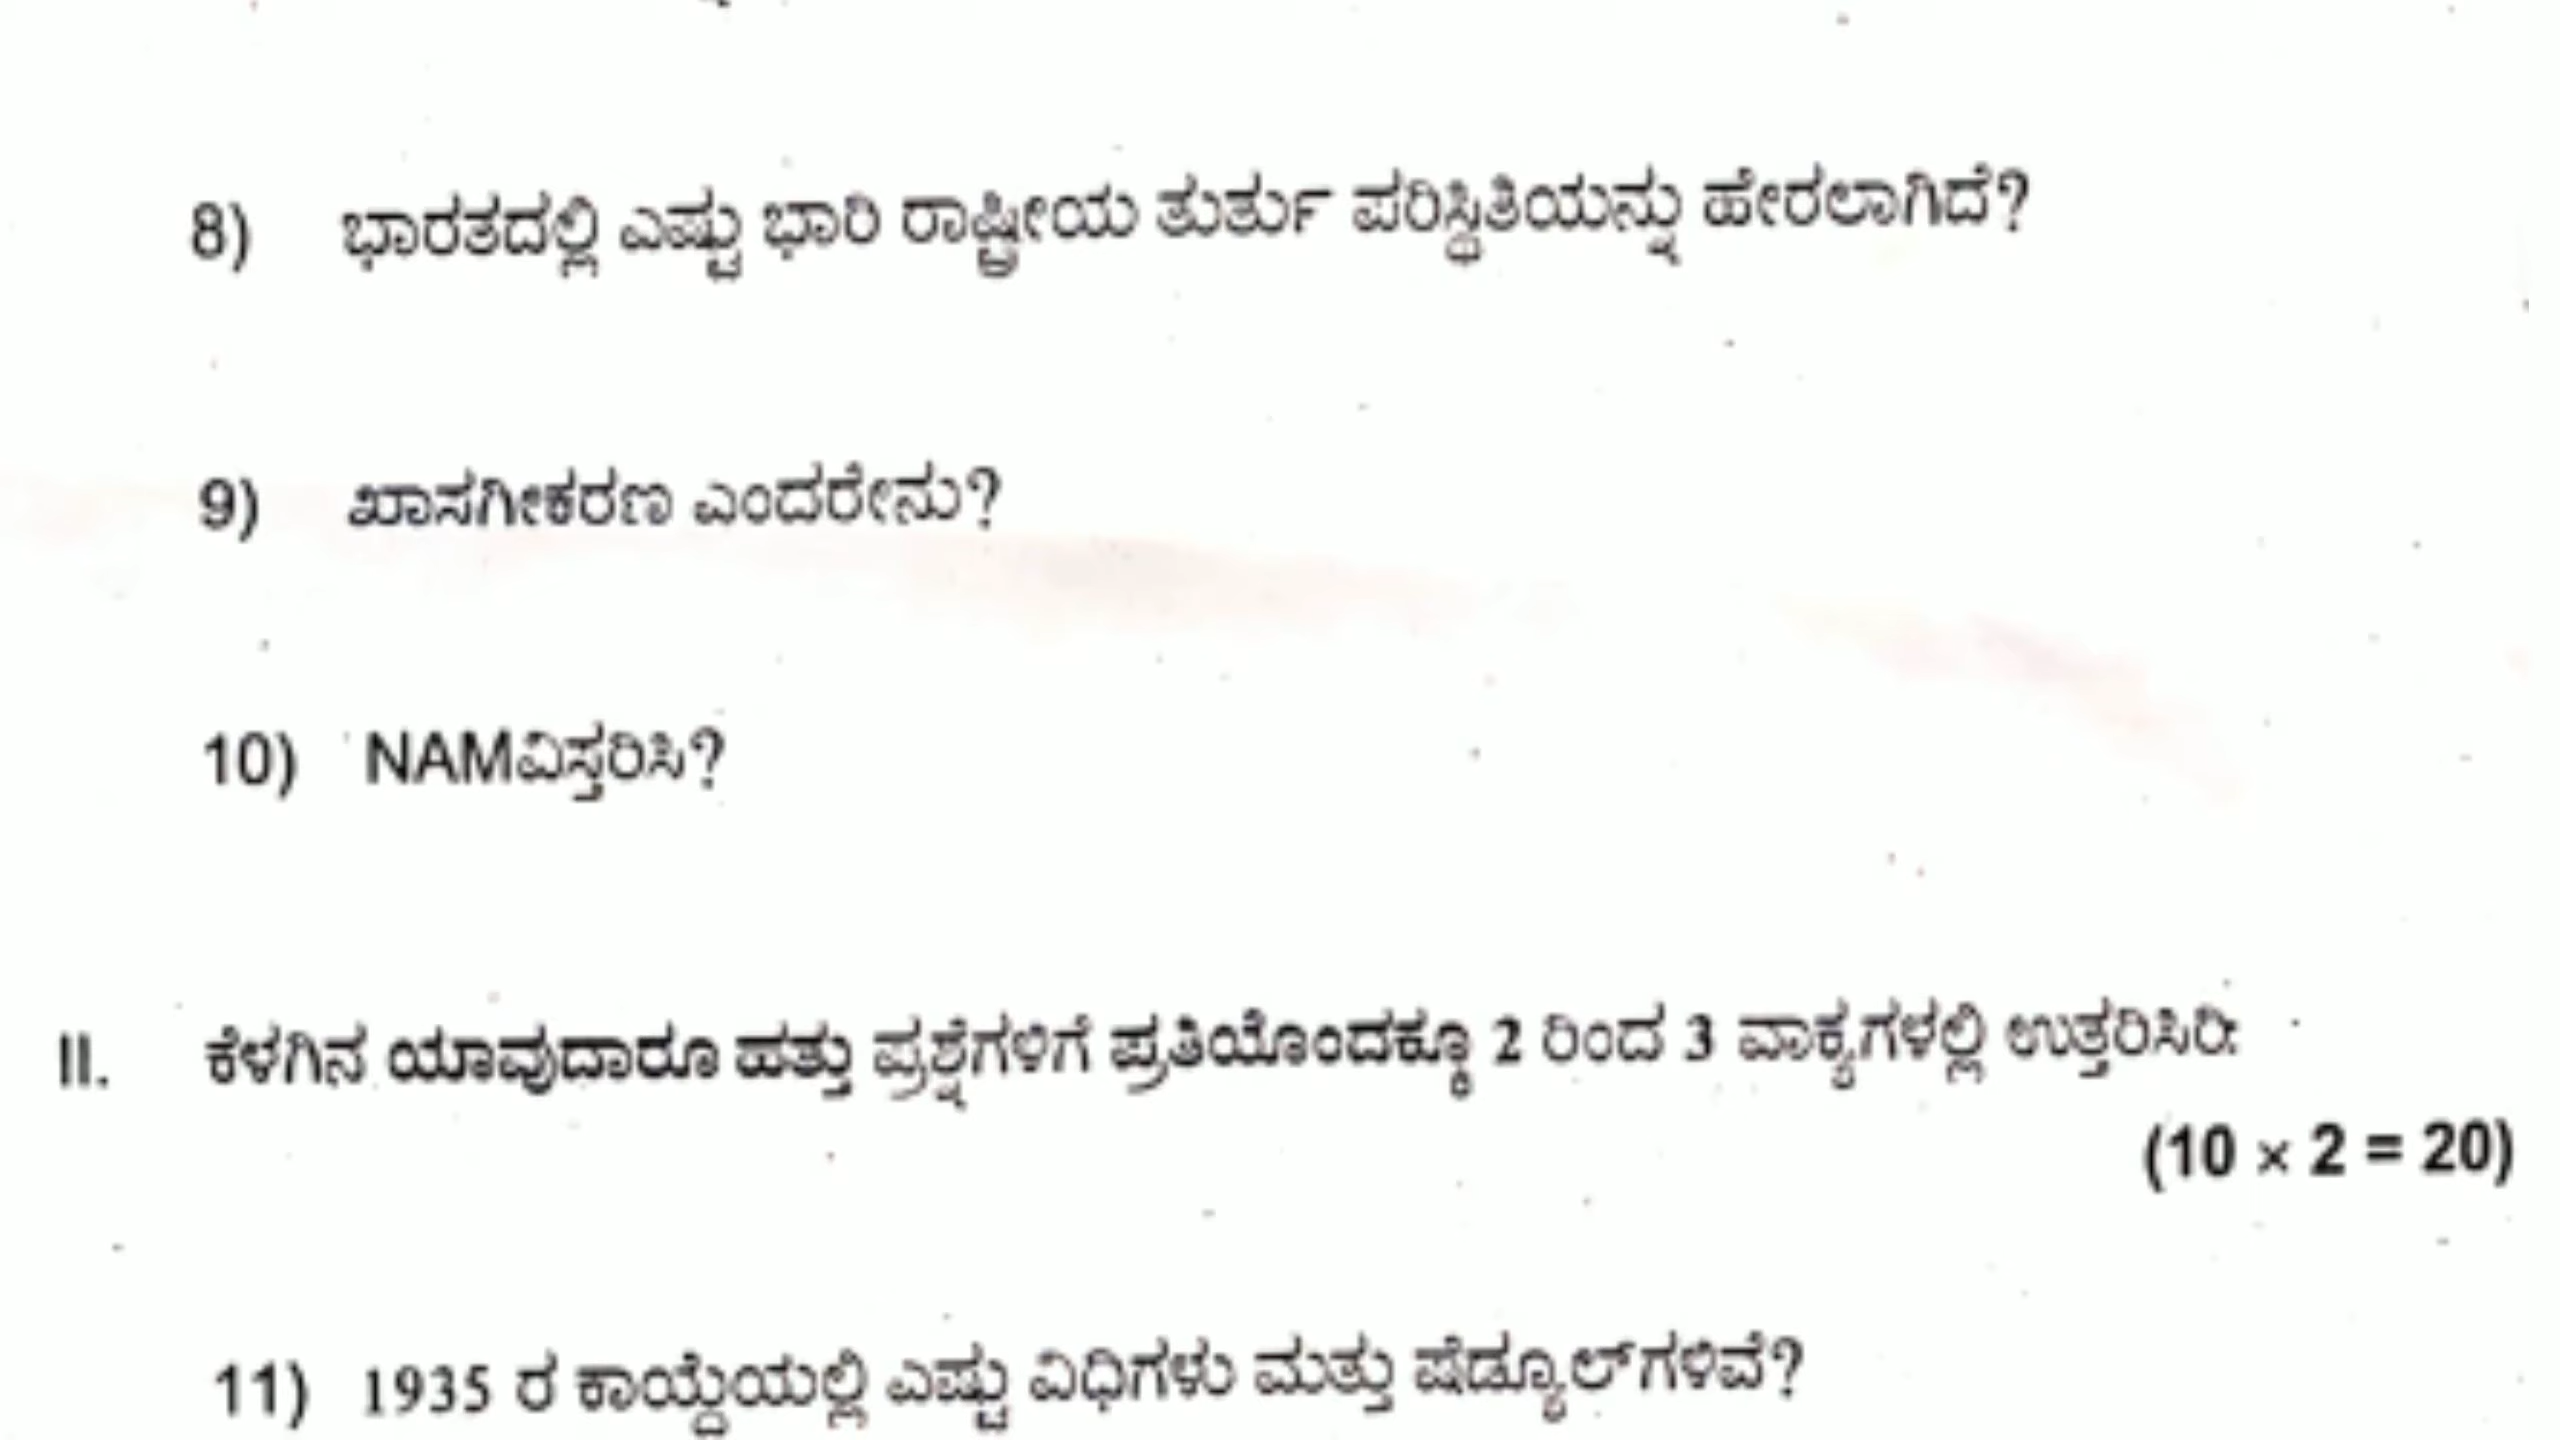 8) ಭಾರತದಲ್ಲಿ ಎಷ್ಟು ಭಾರಿ ರಾಷ್ಟ್ರೀಯ ತುರ್ತು ಪರಿಸ್ಥಿತಿಯನ್ನು ಹೇರಲಾಗಿದೆ?
9) ಖಾಸಗೀಕರಣ ಎಂದರೇನು?
10) NAMವಿಸ್ತರಿಸಿ?
II. ಕೆಳಗಿನ ಯಾವುದಾರೂ ಹತ್ತು ಪ್ರಶ್ನೆಗಳಿಗೆ ಪ್ರತಿಯೊಂದಕ್ಕೂ 2 ರಿಂದ 3 ವಾಕ್ಯಗಳಲ್ಲಿ ಉತ್ತರಿಸಿರಿ:
(10 × 2 = 20)
11) 1935 ರ ಕಾಯ್ದೆಯಲ್ಲಿ ಎಷ್ಟು ವಿಧಿಗಳು ಮತ್ತು ಷೆಡ್ಯೂಲ್‌ಗಳಿವೆ?